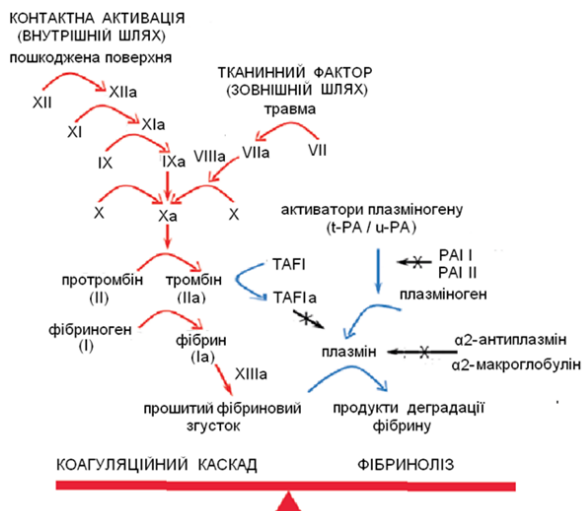 КОНТАКТНА АКТИВАЦІЯ
(ВНУТРІШНІЙ ШЛЯХ)
пошкоджена поверхня
ТКАНИННИЙ ФАКТОР
(ЗОВНІШНІЙ ШЛЯХ)
травма
XII
XIIa
XI
XIa
IX
IXa
VIIIa
VIIa
VII
X
Xa
X
активатори плазміногену
(t-PA / u-PA)
PAI I
PAI II
плазміноген
протромбін
(II)
тромбін
(IIa)
TAFI
TAFIa
фібриноген
(I)
фібрин
(Ia)
плазмін
α2-антиплазмін
α2-макроглобулін
XIIIa
прошитий фібриновий
згусток
продукти деградації
фібрину
КОАГУЛЯЦІЙНИЙ КАСКАД
ФІБРИНОЛІЗ